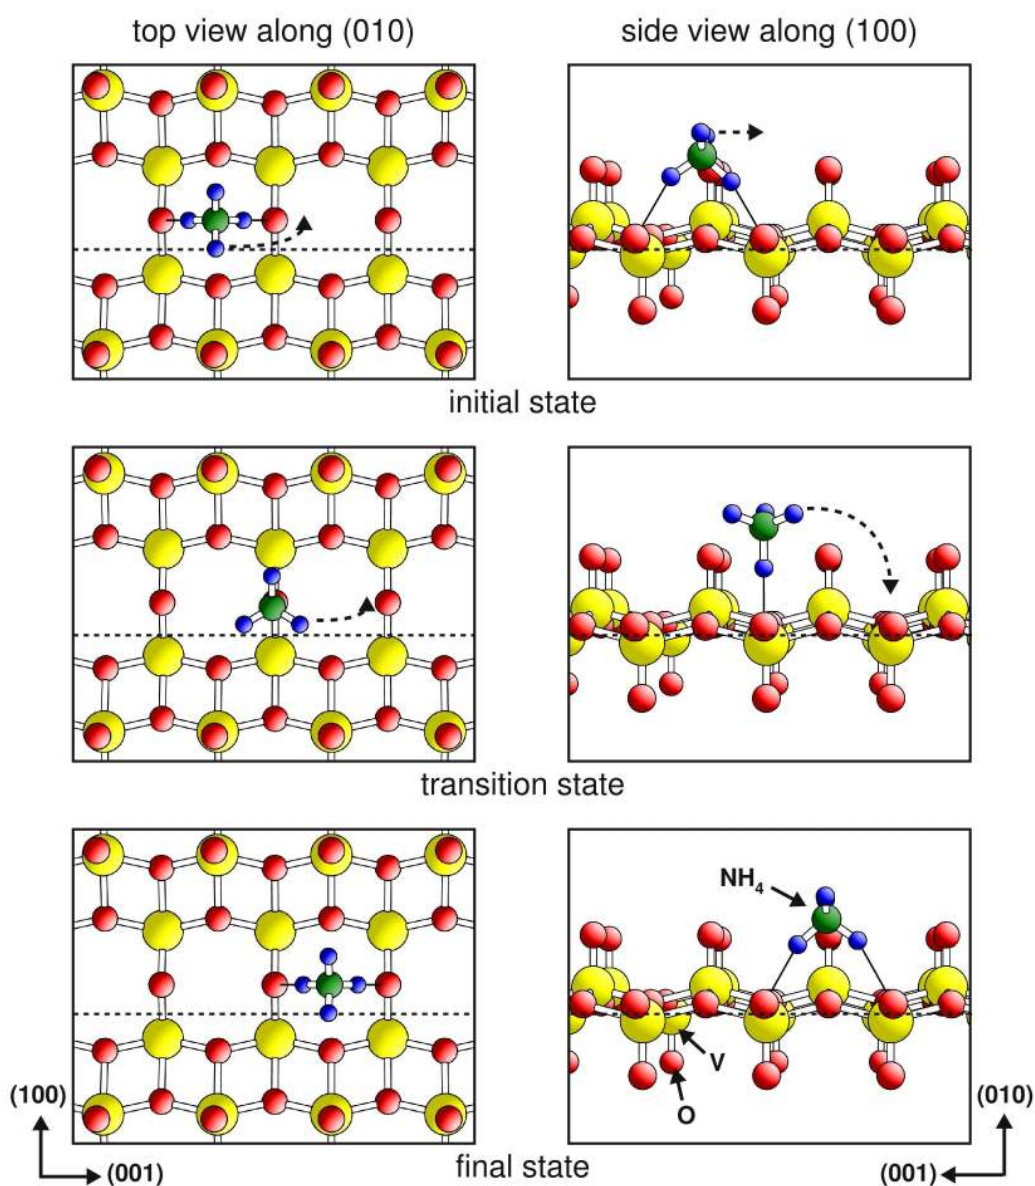 top view along (010)
side view along (100)
initial state
transition state
NH₄
V
O
(100)
(001)
final state
(010)
(001)